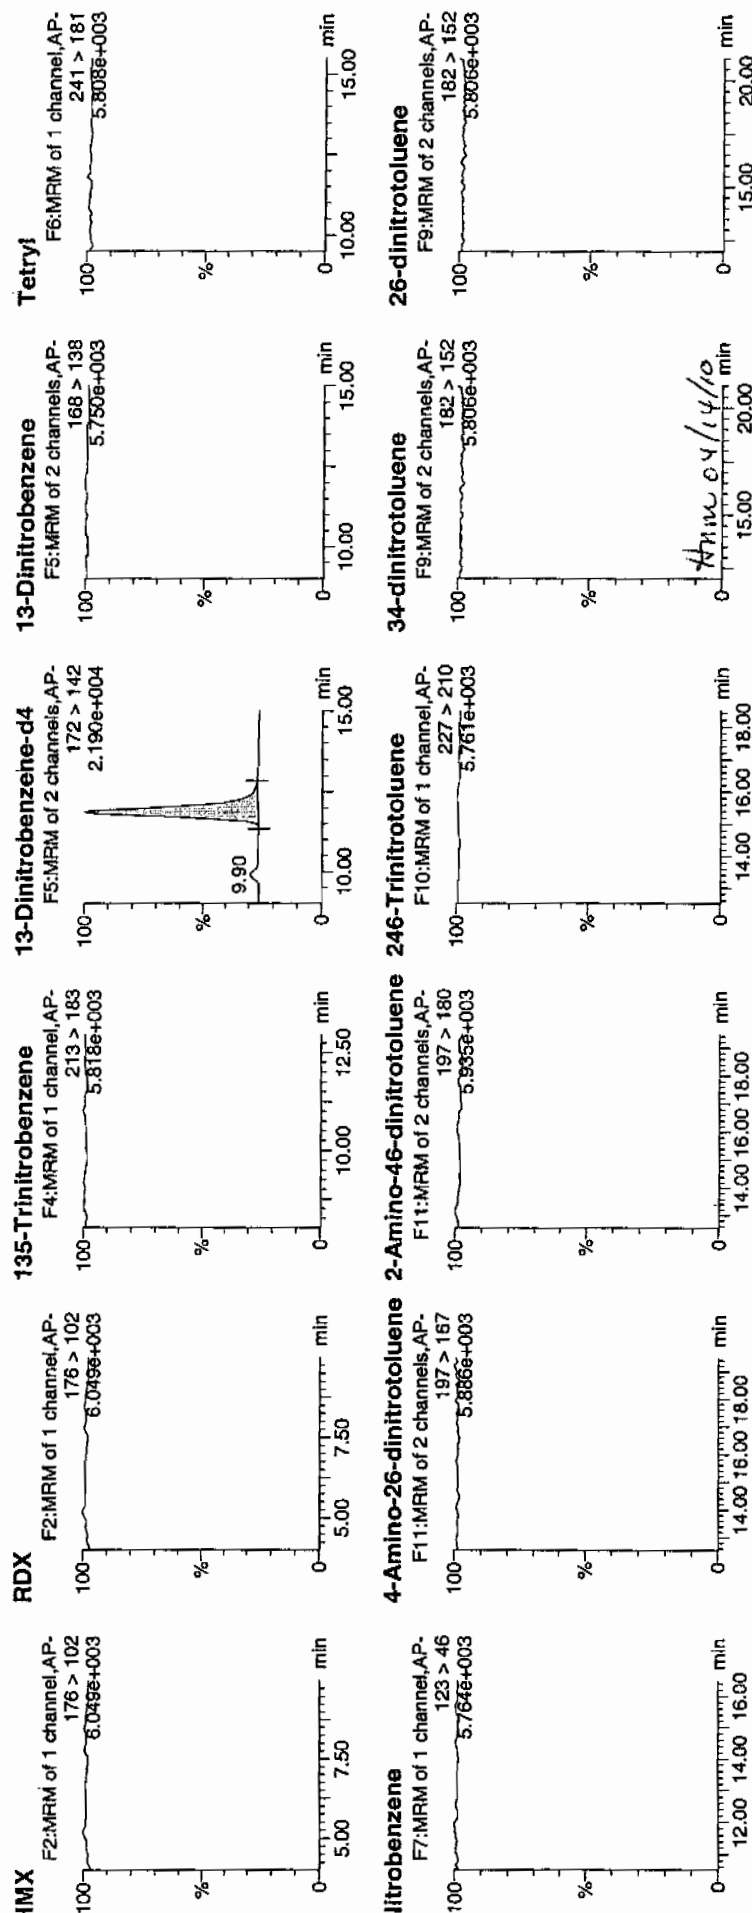 HMX
F2:MRM of 1 channel,AP-
176 > 102
6.049e+003
100
%
0
5.00
7.50
min
RDX
F2:MRM of 1 channel,AP-
176 > 102
6.049e+003
100
%
0
5.00
7.50
min
135-Trinitrobenzene
F4:MRM of 1 channel,AP-
213 > 183
5.818e+003
100
%
0
10.00
12.50
min
13-Dinitrobenzene-d4
F5:MRM of 2 channels,AP-
172 > 142
2.190e+004
100
9.90
%
0
10.00
15.00
min
13-Dinitrobenzene
F5:MRM of 2 channels,AP-
168 > 138
5.750e+003
100
%
0
10.00
15.00
min
Tetryl
F6:MRM of 1 channel,AP-
241 > 181
5.808e+003
100
%
0
10.00
15.00
min
Nitrobenzene
F7:MRM of 1 channel,AP-
123 > 46
5.764e+003
100
%
0
12.00
14.00
16.00
min
4-Amino-26-dinitrotoluene
F11:MRM of 2 channels,AP-
197 > 167
5.886e+003
100
%
0
14.00
16.00
18.00
min
2-Amino-46-dinitrotoluene
F11:MRM of 2 channels,AP-
197 > 180
5.935e+003
100
%
0
14.00
16.00
18.00
min
246-Trinitrotoluene
F10:MRM of 1 channel,AP-
227 > 210
5.761e+003
100
%
0
14.00
16.00
18.00
min
34-dinitrotoluene
F9:MRM of 2 channels,AP-
182 > 152
5.806e+003
100
%
0
15.00
20.00
min
04/14/10
26-dinitrotoluene
F9:MRM of 2 channels,AP-
182 > 152
5.806e+003
100
%
0
15.00
20.00
min